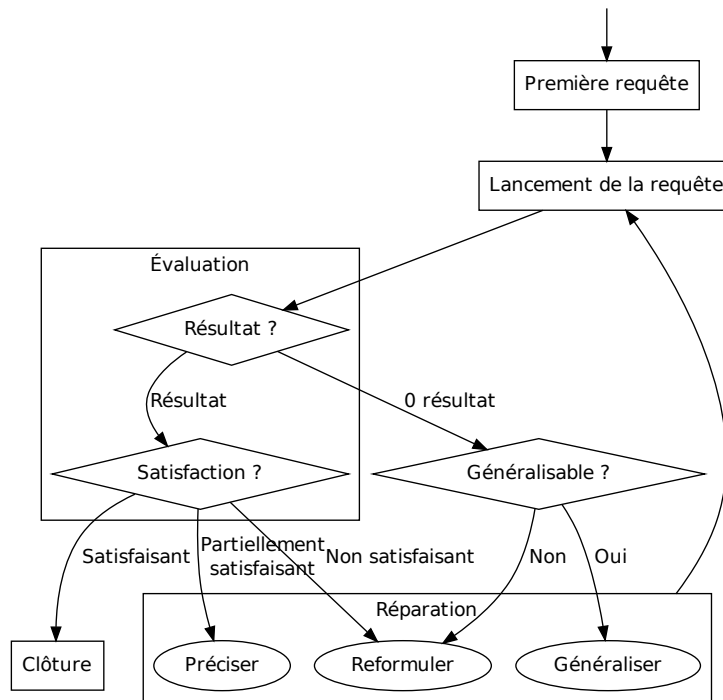 Première requête
Lancement de la requête
Évaluation
Résultat ?
Résultat
0 résultat
Satisfaction ?
Généralisable ?
Satisfaisant
Partiellement
satisfaisant
Non satisfaisant
Non
Oui
Réparation
Clôture
Préciser
Reformuler
Généraliser